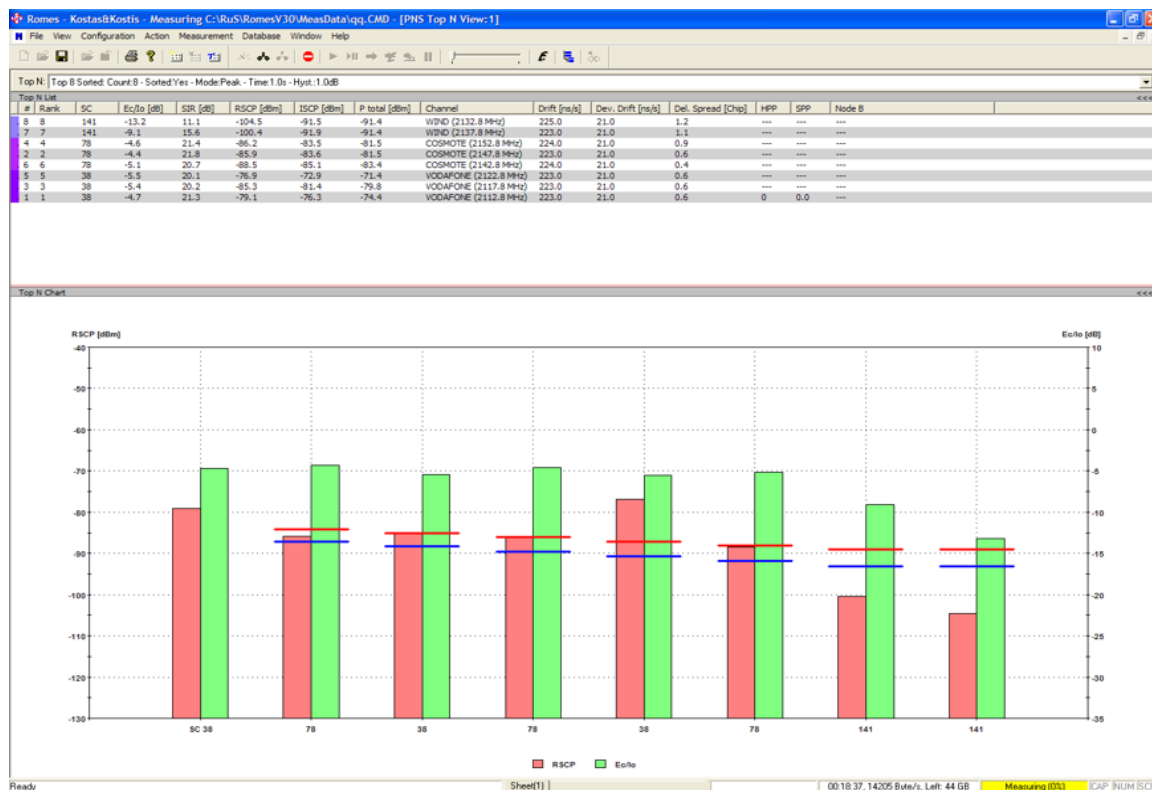 Romes - Kostas&Kostis - Measuring C:\RuS\RomesV30\MeasData\qq.CMD - [PNS Top N View:1]
File View Configuration Action Measurement Database Window Help
Top N: Top 8 Sorted: Count:8 - Sorted:Yes - Mode:Peak - Time:1.0s - Hyst.:1.0dB
Top N List <<<
# Rank SC Ec/Io [dB] SIR [dB] RSCP [dBm] ISCP [dBm] P total [dBm] Channel Drift [ns/s] Dev. Drift [ns/s] Del. Spread [Chip] HPP SPP Node B
8 8 141 -13.2 11.1 -104.5 -91.5 -91.4 WIND (2132.8 MHz) 225.0 21.0 1.2 --- --- ---
7 7 141 -9.1 15.6 -100.4 -91.9 -91.4 WIND (2137.8 MHz) 223.0 21.0 1.1 --- --- ---
4 4 78 -4.6 21.4 -86.2 -83.5 -81.5 COSMOTE (2152.8 MHz) 224.0 21.0 0.9 --- --- ---
2 2 78 -4.4 21.8 -85.9 -83.6 -81.5 COSMOTE (2147.8 MHz) 223.0 21.0 0.6 --- --- ---
6 6 78 -5.1 20.7 -88.5 -85.1 -83.4 COSMOTE (2142.8 MHz) 224.0 21.0 0.4 --- --- ---
5 5 38 -5.5 20.1 -76.9 -72.9 -71.4 VODAFONE (2122.8 MHz) 223.0 21.0 0.6 --- --- ---
3 3 38 -5.4 20.2 -85.3 -81.4 -79.8 VODAFONE (2117.8 MHz) 223.0 21.0 0.6 --- --- ---
1 1 38 -4.7 21.3 -79.1 -76.3 -74.4 VODAFONE (2112.8 MHz) 223.0 21.0 0.6 0 0.0 ---
Top N Chart <<<
RSCP [dBm] Ec/Io [dB]
-40 10
-50 5
-60 0
-70 -5
-80 -10
-90 -15
-100 -20
-110 -25
-120 -30
-130 -35
SC 38 78 38 78 38 78 141 141
RSCP Ec/Io
Ready Sheet[1] 00:18:37, 14205 Byte/s, Left: 44 GB Measuring (0%) CAP NUM SC